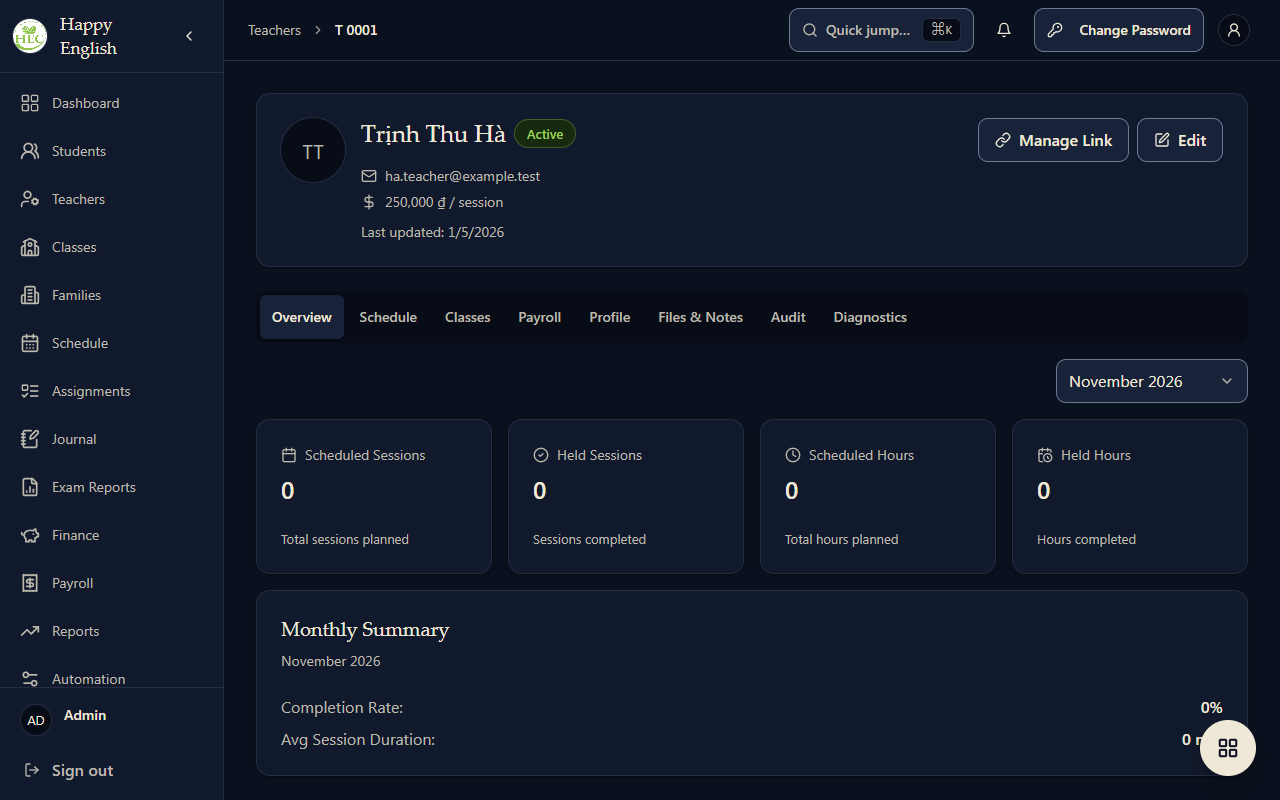 HEC
Happy English
Dashboard
Students
Teachers
Classes
Families
Schedule
Assignments
Journal
Exam Reports
Finance
Payroll
Reports
Automation
AD
Admin
Sign out
Teachers
T 0001
Quick jump...
⌘K
Change Password
TT
Trịnh Thu Hà
Active
ha.teacher@example.test
250,000 ₫ / session
Last updated: 1/5/2026
Manage Link
Edit
Overview
Schedule
Classes
Payroll
Profile
Files & Notes
Audit
Diagnostics
November 2026
Scheduled Sessions
0
Total sessions planned
Held Sessions
0
Sessions completed
Scheduled Hours
0
Total hours planned
Held Hours
0
Hours completed
Monthly Summary
November 2026
Completion Rate:
0%
Avg Session Duration:
0